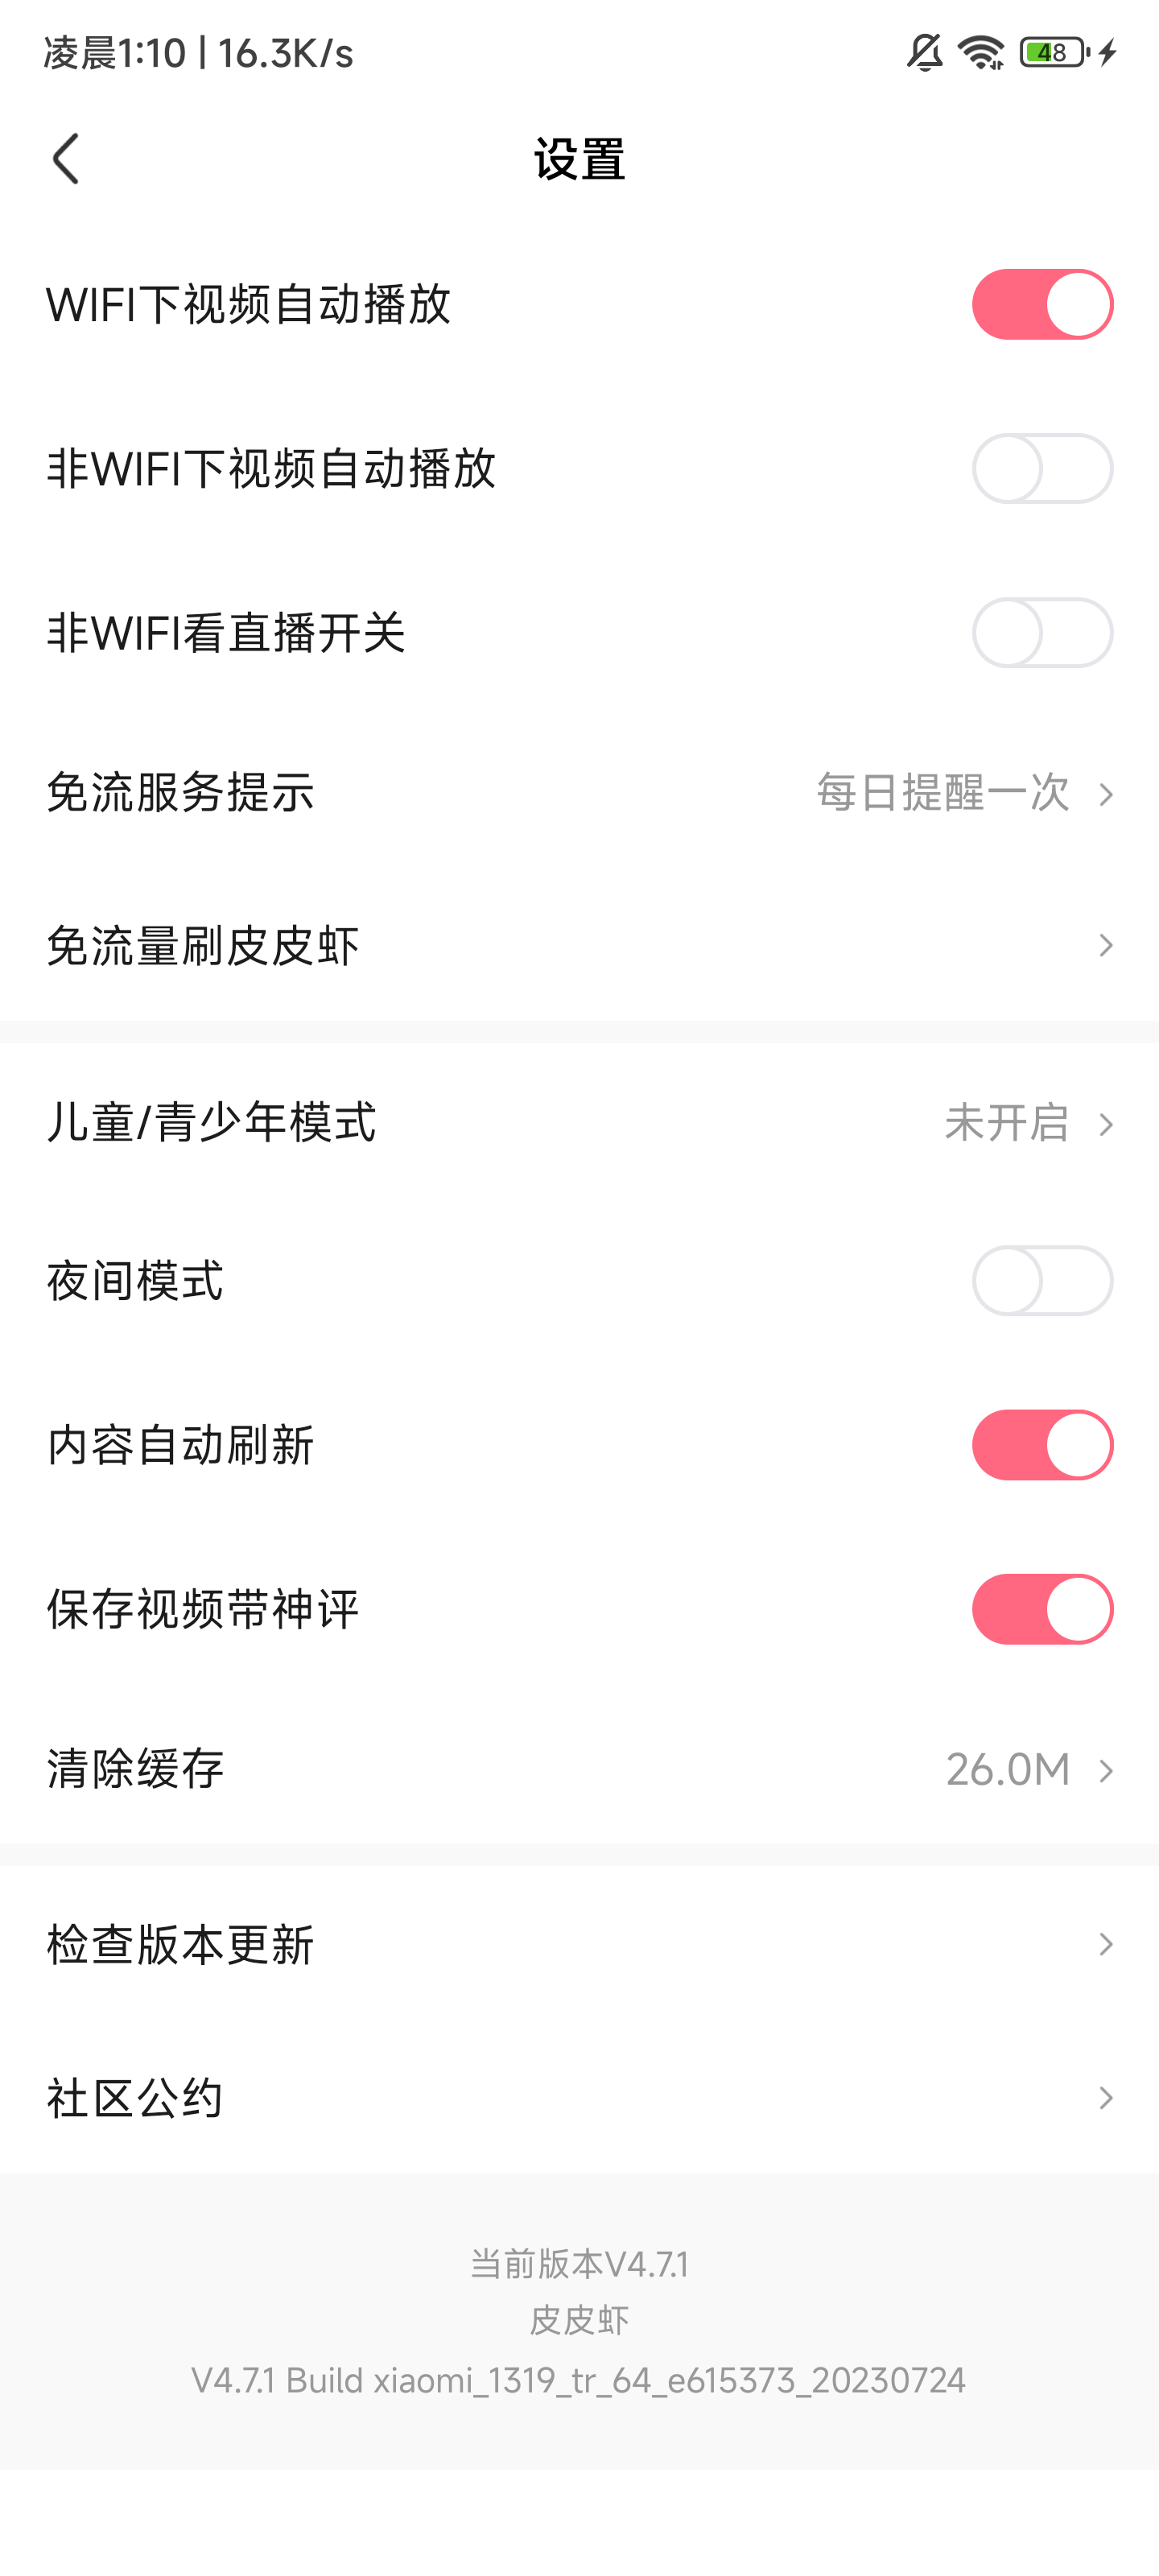 凌晨1:10 | 16.3K/s 48
设置
WIFI下视频自动播放
非WIFI下视频自动播放
非WIFI看直播开关
免流服务提示 每日提醒一次
免流量刷皮皮虾
儿童/青少年模式 未开启
夜间模式
内容自动刷新
保存视频带神评
清除缓存 26.0M
检查版本更新
社区公约
当前版本V4.7.1
皮皮虾
V4.7.1 Build xiaomi_1319_tr_64_e615373_20230724